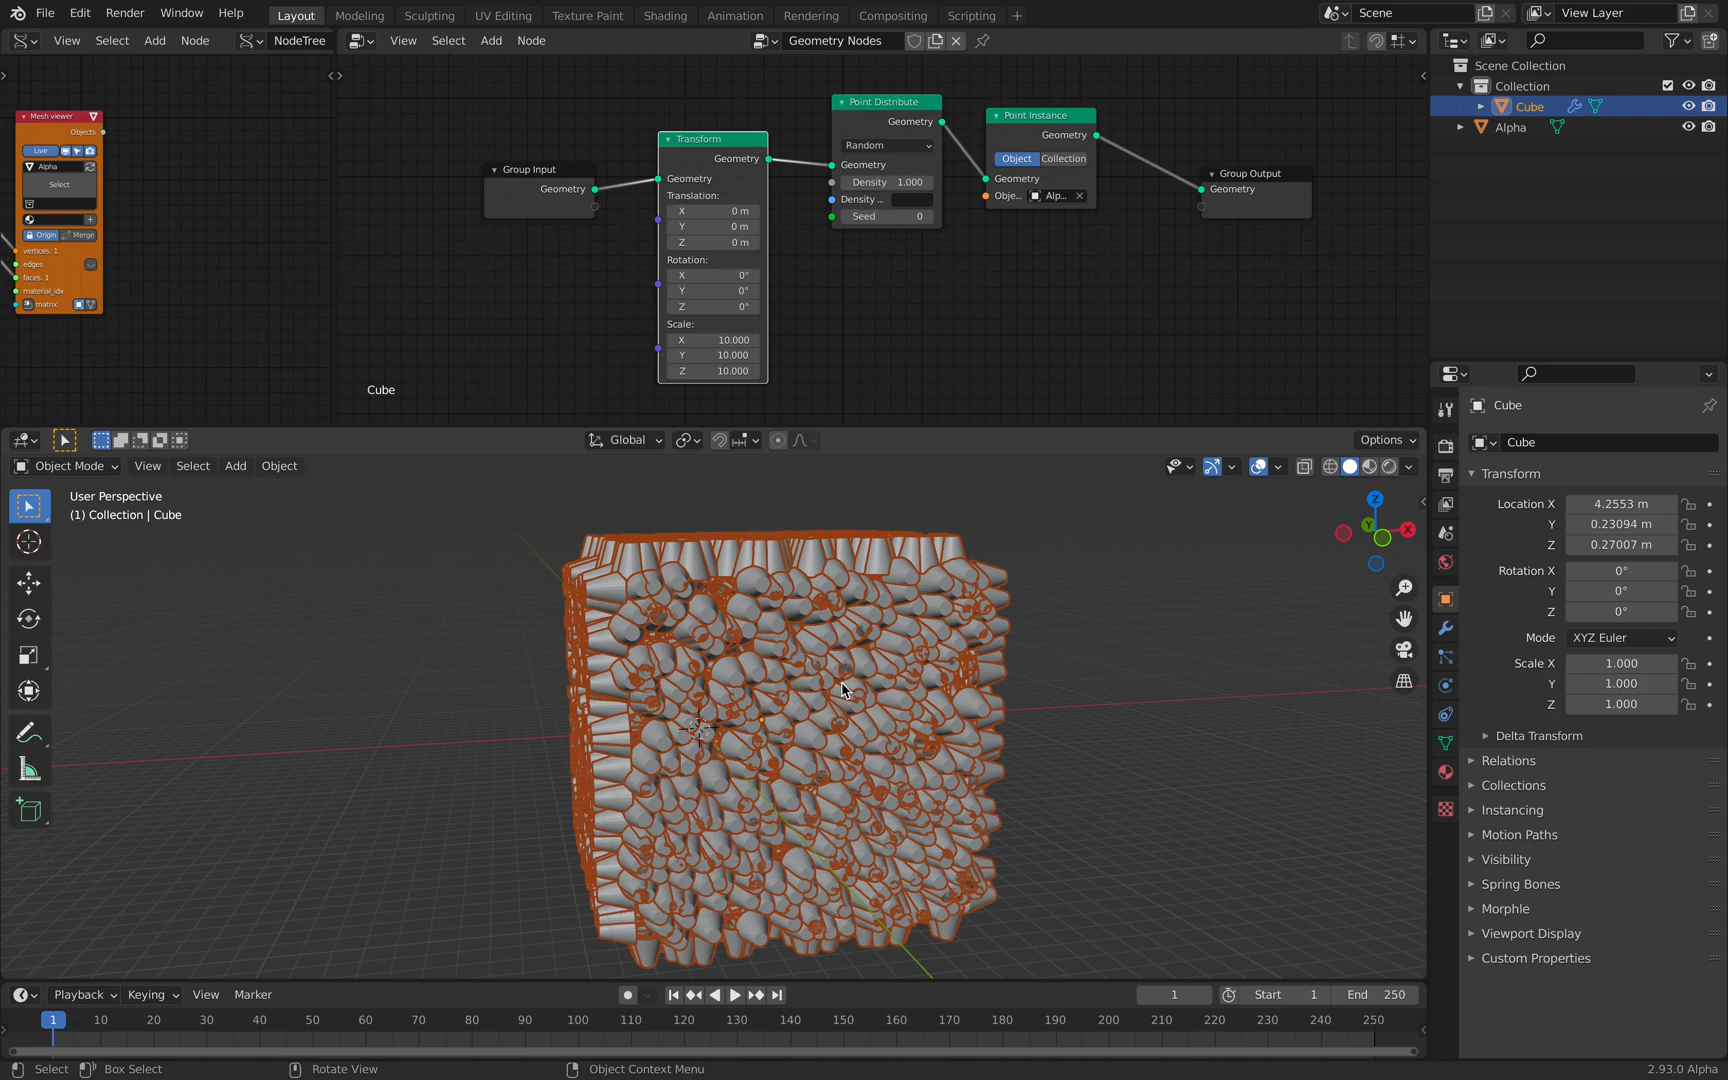 File Edit Render Window Help
Layout Modeling Sculpting UV Editing Texture Paint Shading Animation Rendering Compositing Scripting +
Scene
View Layer
View Select Add Node NodeTree
View Select Add Node
Geometry Nodes
Scene Collection
Collection
Cube
Alpha
Mesh viewer
Objects
Live
Alpha
Select
Origin Merge
vertices. 1
edges
faces. 1
material_idx
matrix
Group Input
Geometry
Transform
Geometry
Geometry
Translation:
X 0 m
Y 0 m
Z 0 m
Rotation:
X 0°
Y 0°
Z 0°
Scale:
X 10.000
Y 10.000
Z 10.000
Point Distribute
Geometry
Random
Geometry
Density 1.000
Density ...
Seed 0
Point Instance
Geometry
Object Collection
Geometry
Obje... Alp...
Group Output
Geometry
Cube
Global
Options
Object Mode View Select Add Object
User Perspective
(1) Collection | Cube
Z
Y
X
Cube
Cube
Transform
Location X 4.2553 m
Y 0.23094 m
Z 0.27007 m
Rotation X 0°
Y 0°
Z 0°
Mode XYZ Euler
Scale X 1.000
Y 1.000
Z 1.000
Delta Transform
Relations
Collections
Instancing
Motion Paths
Visibility
Spring Bones
Morphle
Viewport Display
Custom Properties
Playback Keying View Marker
1
Start 1
End 250
1 10 20 30 40 50 60 70 80 90 100 110 120 130 140 150 160 170 180 190 200 210 220 230 240 250
Select
Box Select
Rotate View
Object Context Menu
2.93.0 Alpha